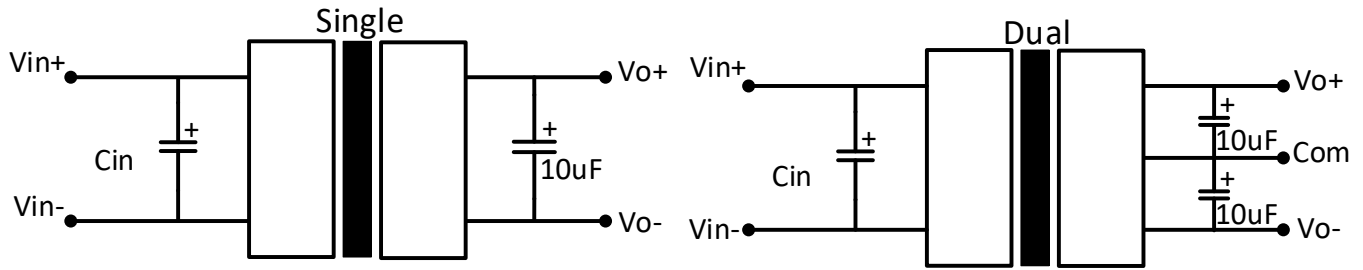 Single
Vin+
Vo+
+
+
Cin
10uF
Vin-
Vo-
Dual
Vin+
Vo+
+
+
10uF
Com
Cin
+
10uF
Vin-
Vo-